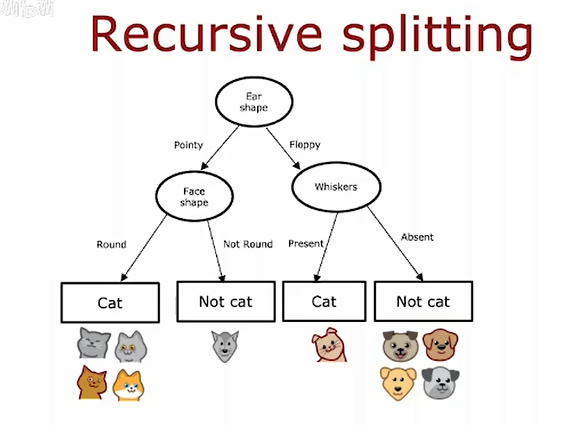 Recursive splitting
Ear
shape
Pointy
Floppy
Face
shape
Whiskers
Round
Not Round
Present
Absent
Cat
Not cat
Cat
Not cat